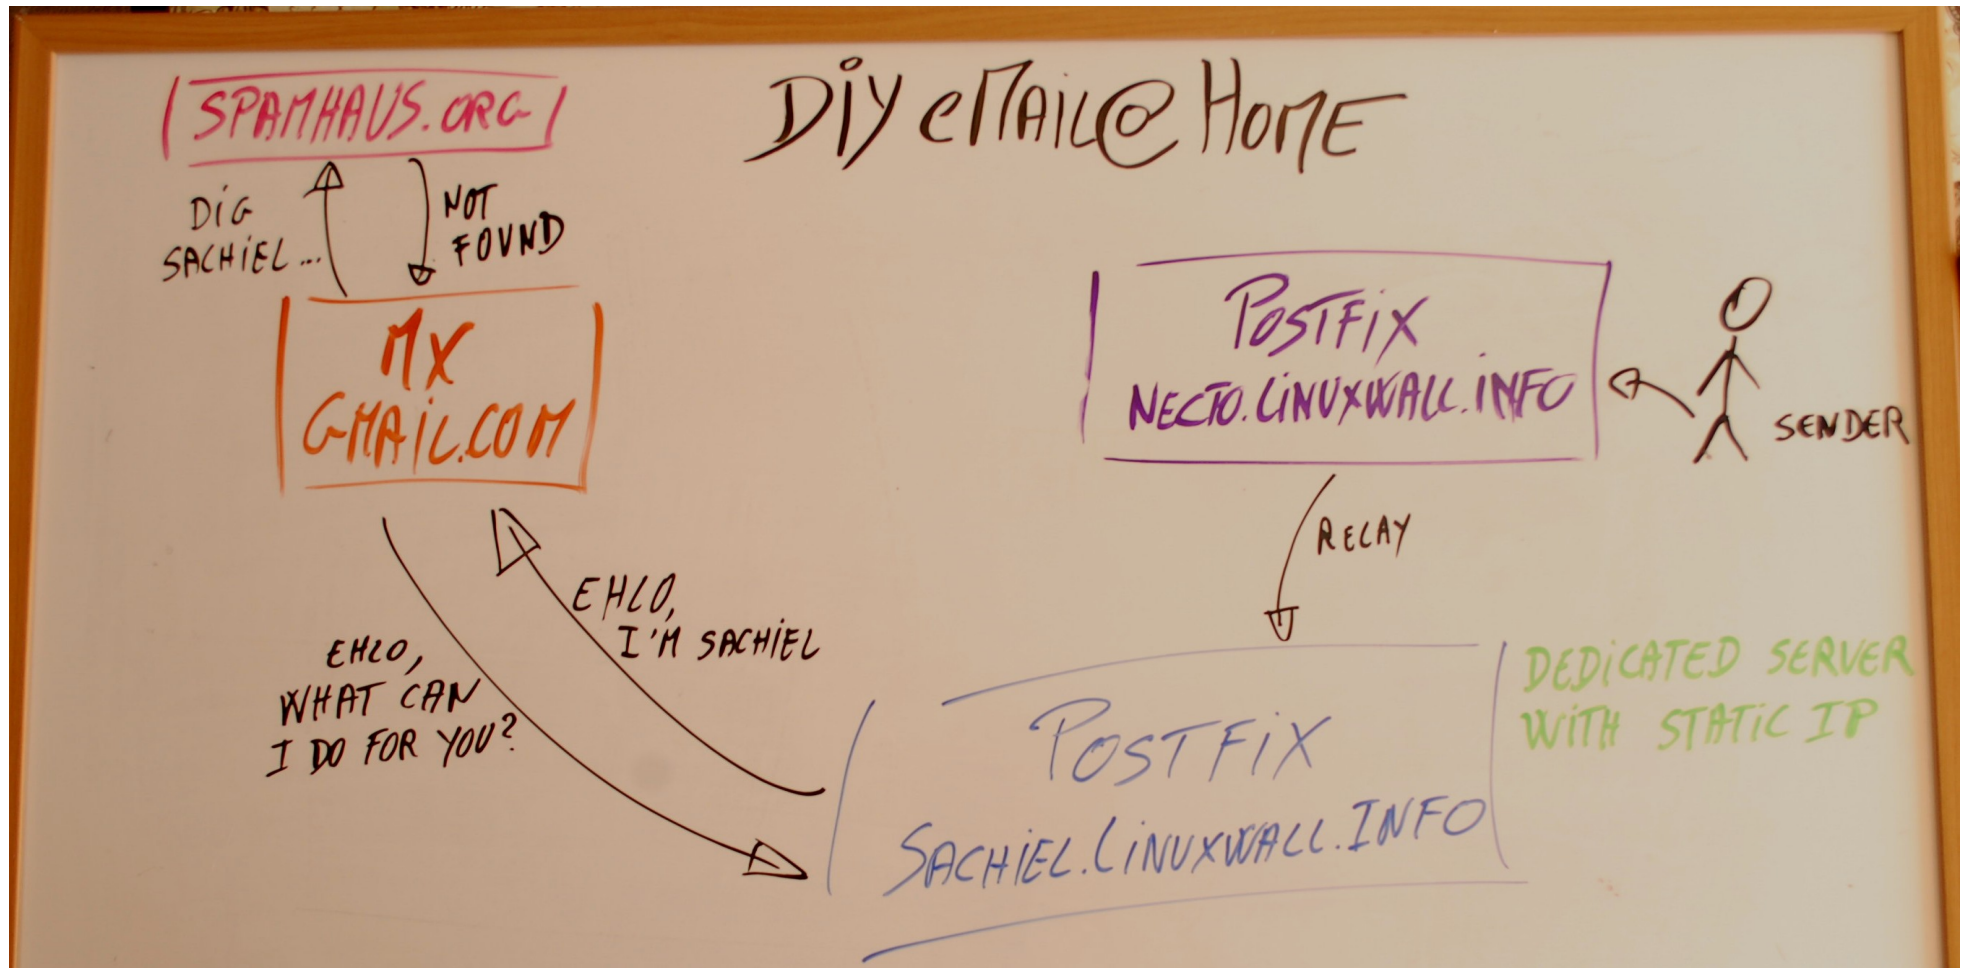 DiY eMAiL@HOME
SPAMHAUS.ORG
DiG
SACHiEL...
NOT
FOUND
MX
GMAiL.COM
POSTFiX
NECTO.LiNUXWALL.iNFO
SENDER
RELAY
EHLO,
I'M SACHiEL
EHLO,
WHAT CAN
I DO FOR YOU?
POSTFiX
SACHiEL.LiNUXWALL.INFO
DEDiCATED SERVER
WiTH STATiC IP